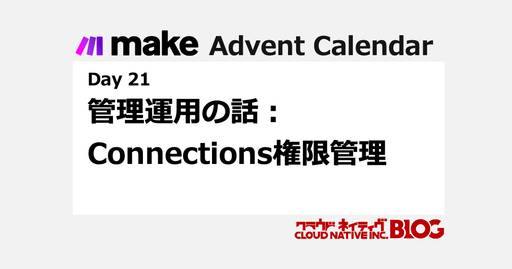 make Advent Calendar
Day 21
管理運用の話：
Connections権限管理
クラウド ネイティヴ
CLOUD NATIVE INC. BLOG